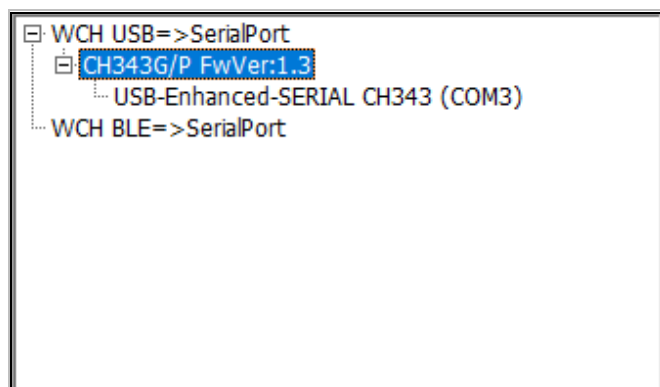 WCH USB=>SerialPort
CH343G/P FwVer:1.3
USB-Enhanced-SERIAL CH343 (COM3)
WCH BLE=>SerialPort